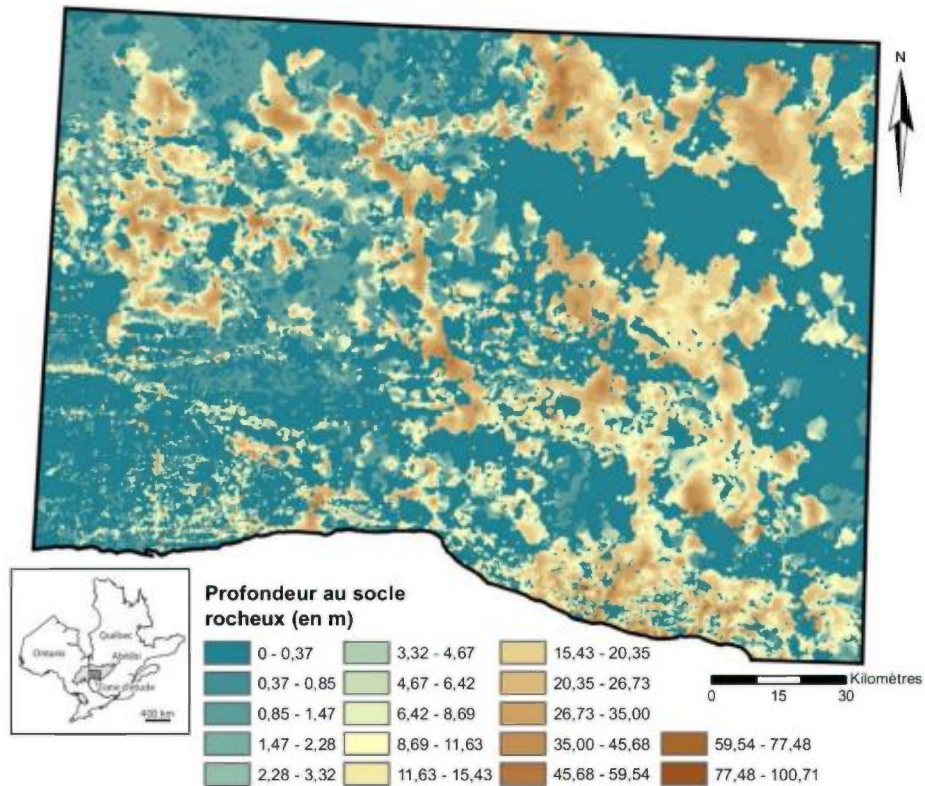 N
Profondeur au socle
rocheux (en m)
0 - 0,37
0,37 - 0,85
0,85 - 1,47
1,47 - 2,28
2,28 - 3,32
3,32 - 4,67
4,67 - 6,42
6,42 - 8,69
8,69 - 11,63
11,63 - 15,43
15,43 - 20,35
20,35 - 26,73
26,73 - 35,00
35,00 - 45,68
45,68 - 59,54
59,54 - 77,48
77,48 - 100,71
Kilomètres
0 15 30
Québec
Ontario
Abitibi
Zone d'étude
400 km